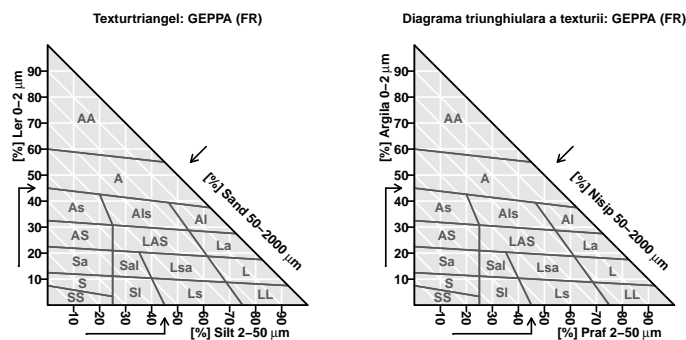 Texturtriangel: GEPPA (FR)
[%] Ler 0–2 µm
[%] Sand 50–2000 µm
[%] Silt 2–50 µm
90
80
70
60
50
40
30
20
10
10 20 30 40 50 60 70 80 90
AA
A
As Als Al
AS LAS La
Sa Sal Lsa L
S
SS Sl Ls LL
Diagrama triunghiulara a texturii: GEPPA (FR)
[%] Argila 0–2 µm
[%] Nisip 50–2000 µm
[%] Praf 2–50 µm
90
80
70
60
50
40
30
20
10
10 20 30 40 50 60 70 80 90
AA
A
As Als Al
AS LAS La
Sa Sal Lsa L
S
SS Sl Ls LL